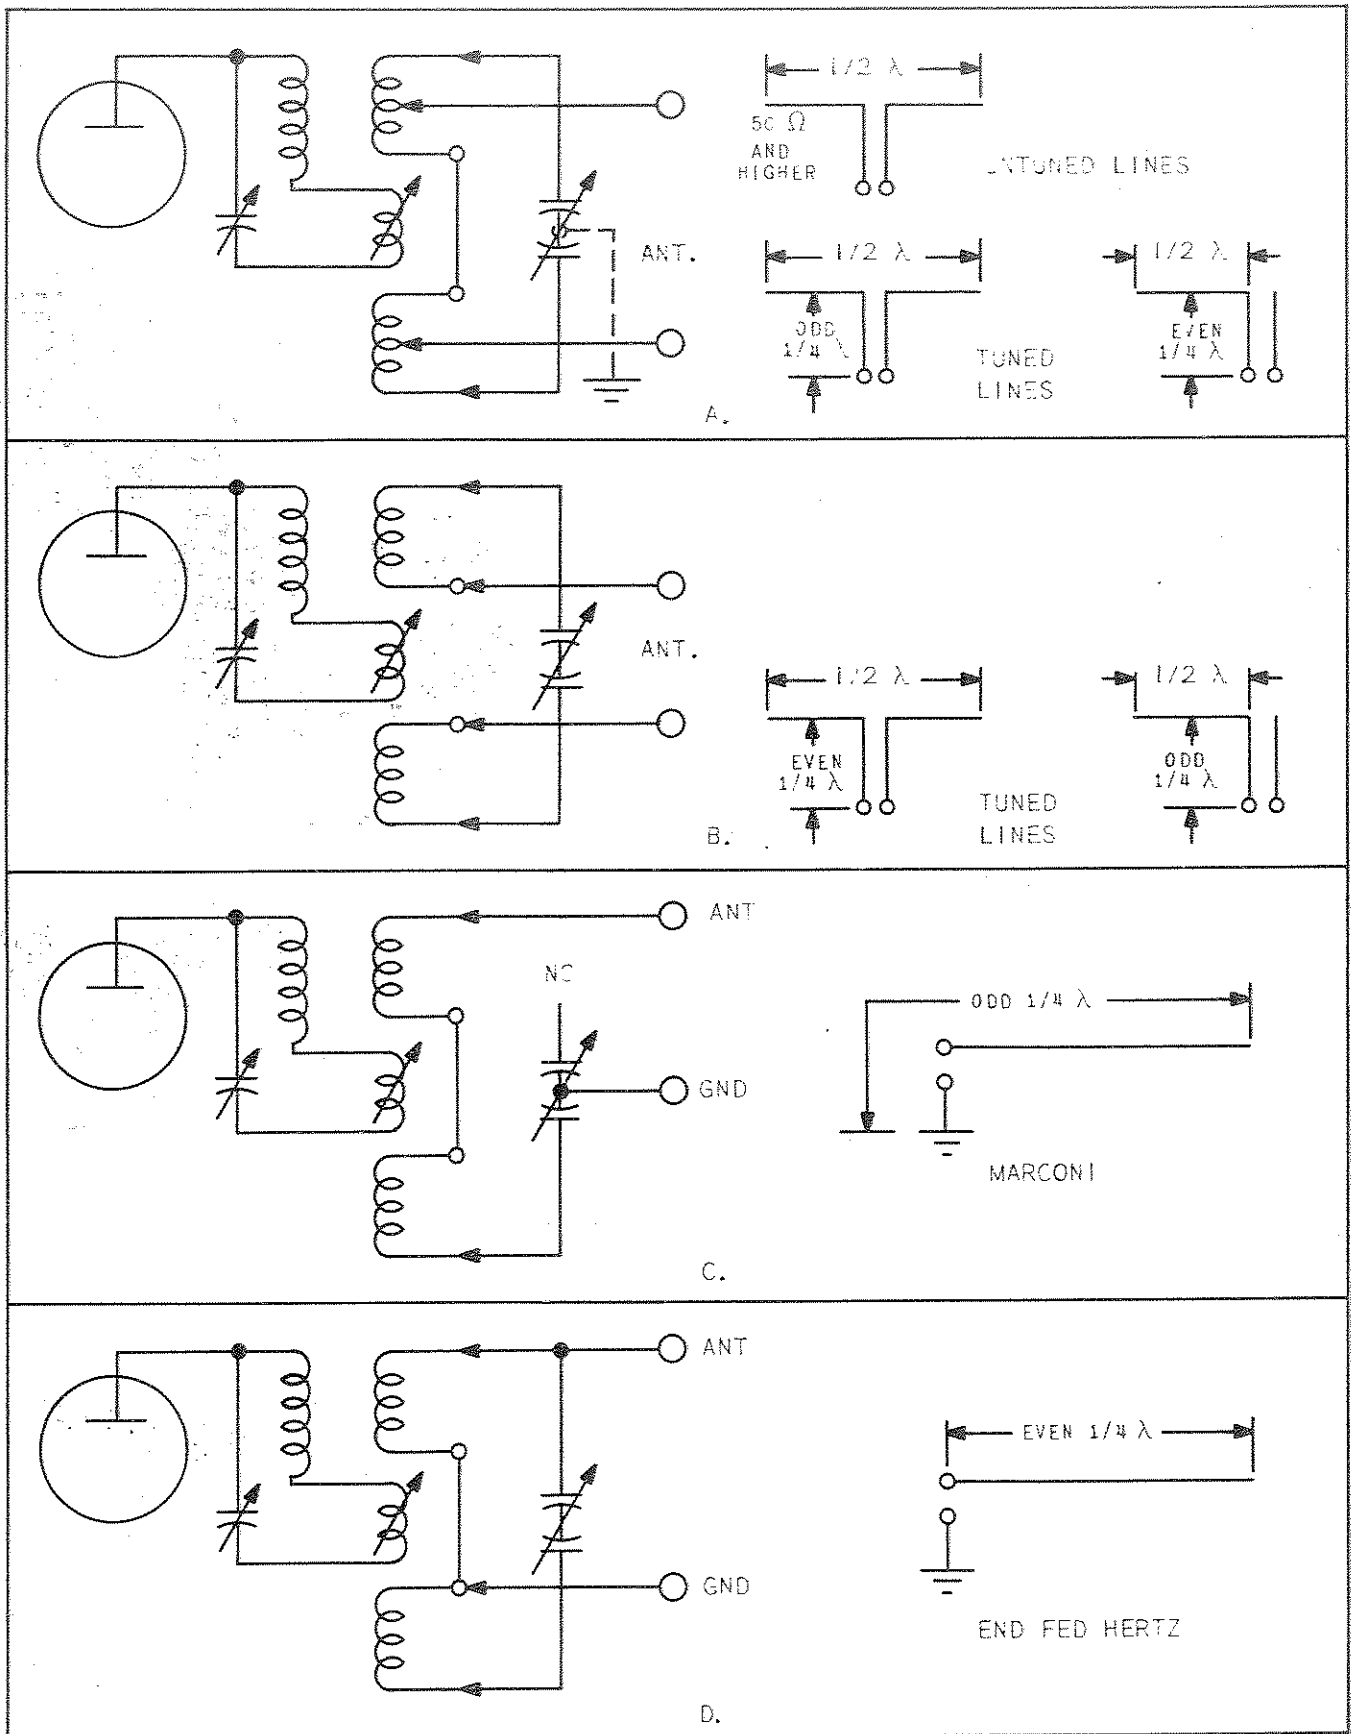 1/2 λ
50 Ω
AND
HIGHER
UNTUNED LINES
ANT.
1/2 λ
1/2 λ
ODD
1/4 λ
EVEN
1/4 λ
TUNED
LINES
A.
ANT.
1/2 λ
1/2 λ
EVEN
1/4 λ
ODD
1/4 λ
TUNED
LINES
B.
ANT
NC
ODD 1/4 λ
GND
MARCONI
C.
ANT
EVEN 1/4 λ
GND
END FED HERTZ
D.